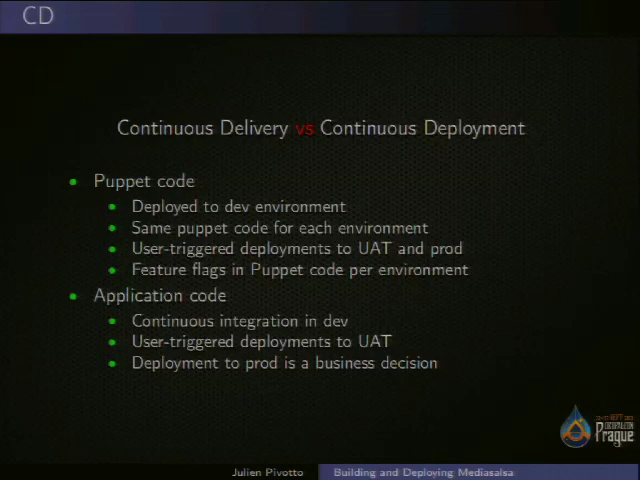 CD
Continuous Delivery vs Continuous Deployment
Puppet code
Deployed to dev environment
Same puppet code for each environment
User-triggered deployments to UAT and prod
Feature flags in Puppet code per environment
Application code
Continuous integration in dev
User-triggered deployments to UAT
Deployment to prod is a business decision
DRUPALCON
Prague
Julien Pivotto
Building and Deploying Mediasalsa